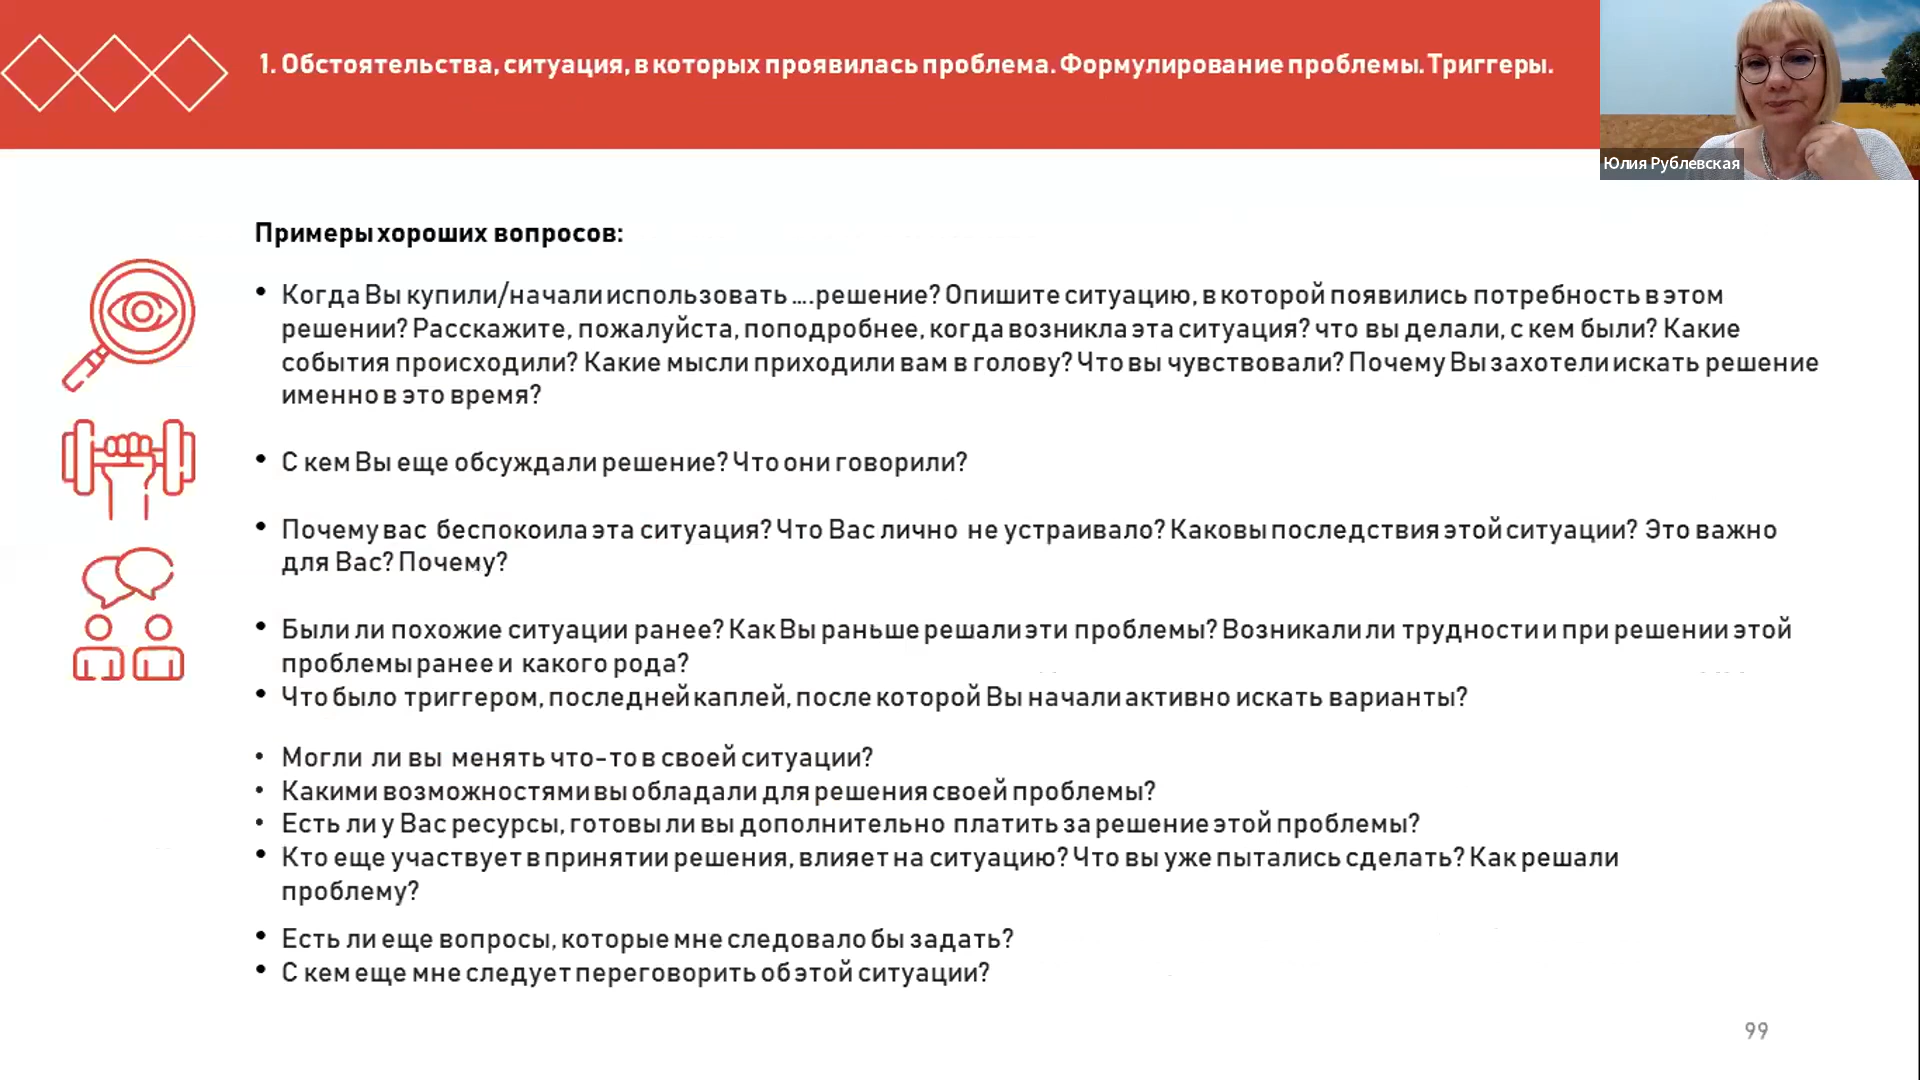 1. Обстоятельства, ситуация, в которых проявилась проблема. Формулирование проблемы. Триггеры.
Юлия Рублевская
Примеры хороших вопросов:
• Когда Вы купили/начали использовать ....решение? Опишите ситуацию, в которой появились потребность в этом
решении? Расскажите, пожалуйста, поподробнее, когда возникла эта ситуация? что вы делали, с кем были? Какие
события происходили? Какие мысли приходили вам в голову? Что вы чувствовали? Почему Вы захотели искать решение
именно в это время?
• С кем Вы еще обсуждали решение? Что они говорили?
• Почему вас беспокоила эта ситуация? Что Вас лично не устраивало? Каковы последствия этой ситуации? Это важно
для Вас? Почему?
• Были ли похожие ситуации ранее? Как Вы раньше решали эти проблемы? Возникали ли трудности и при решении этой
проблемы ранее и какого рода?
• Что было триггером, последней каплей, после которой Вы начали активно искать варианты?
• Могли ли вы менять что-то в своей ситуации?
• Какими возможностями вы обладали для решения своей проблемы?
• Есть ли у Вас ресурсы, готовы ли вы дополнительно платить за решение этой проблемы?
• Кто еще участвует в принятии решения, влияет на ситуацию? Что вы уже пытались сделать? Как решали
проблему?
• Есть ли еще вопросы, которые мне следовало бы задать?
• С кем еще мне следует переговорить об этой ситуации?
99